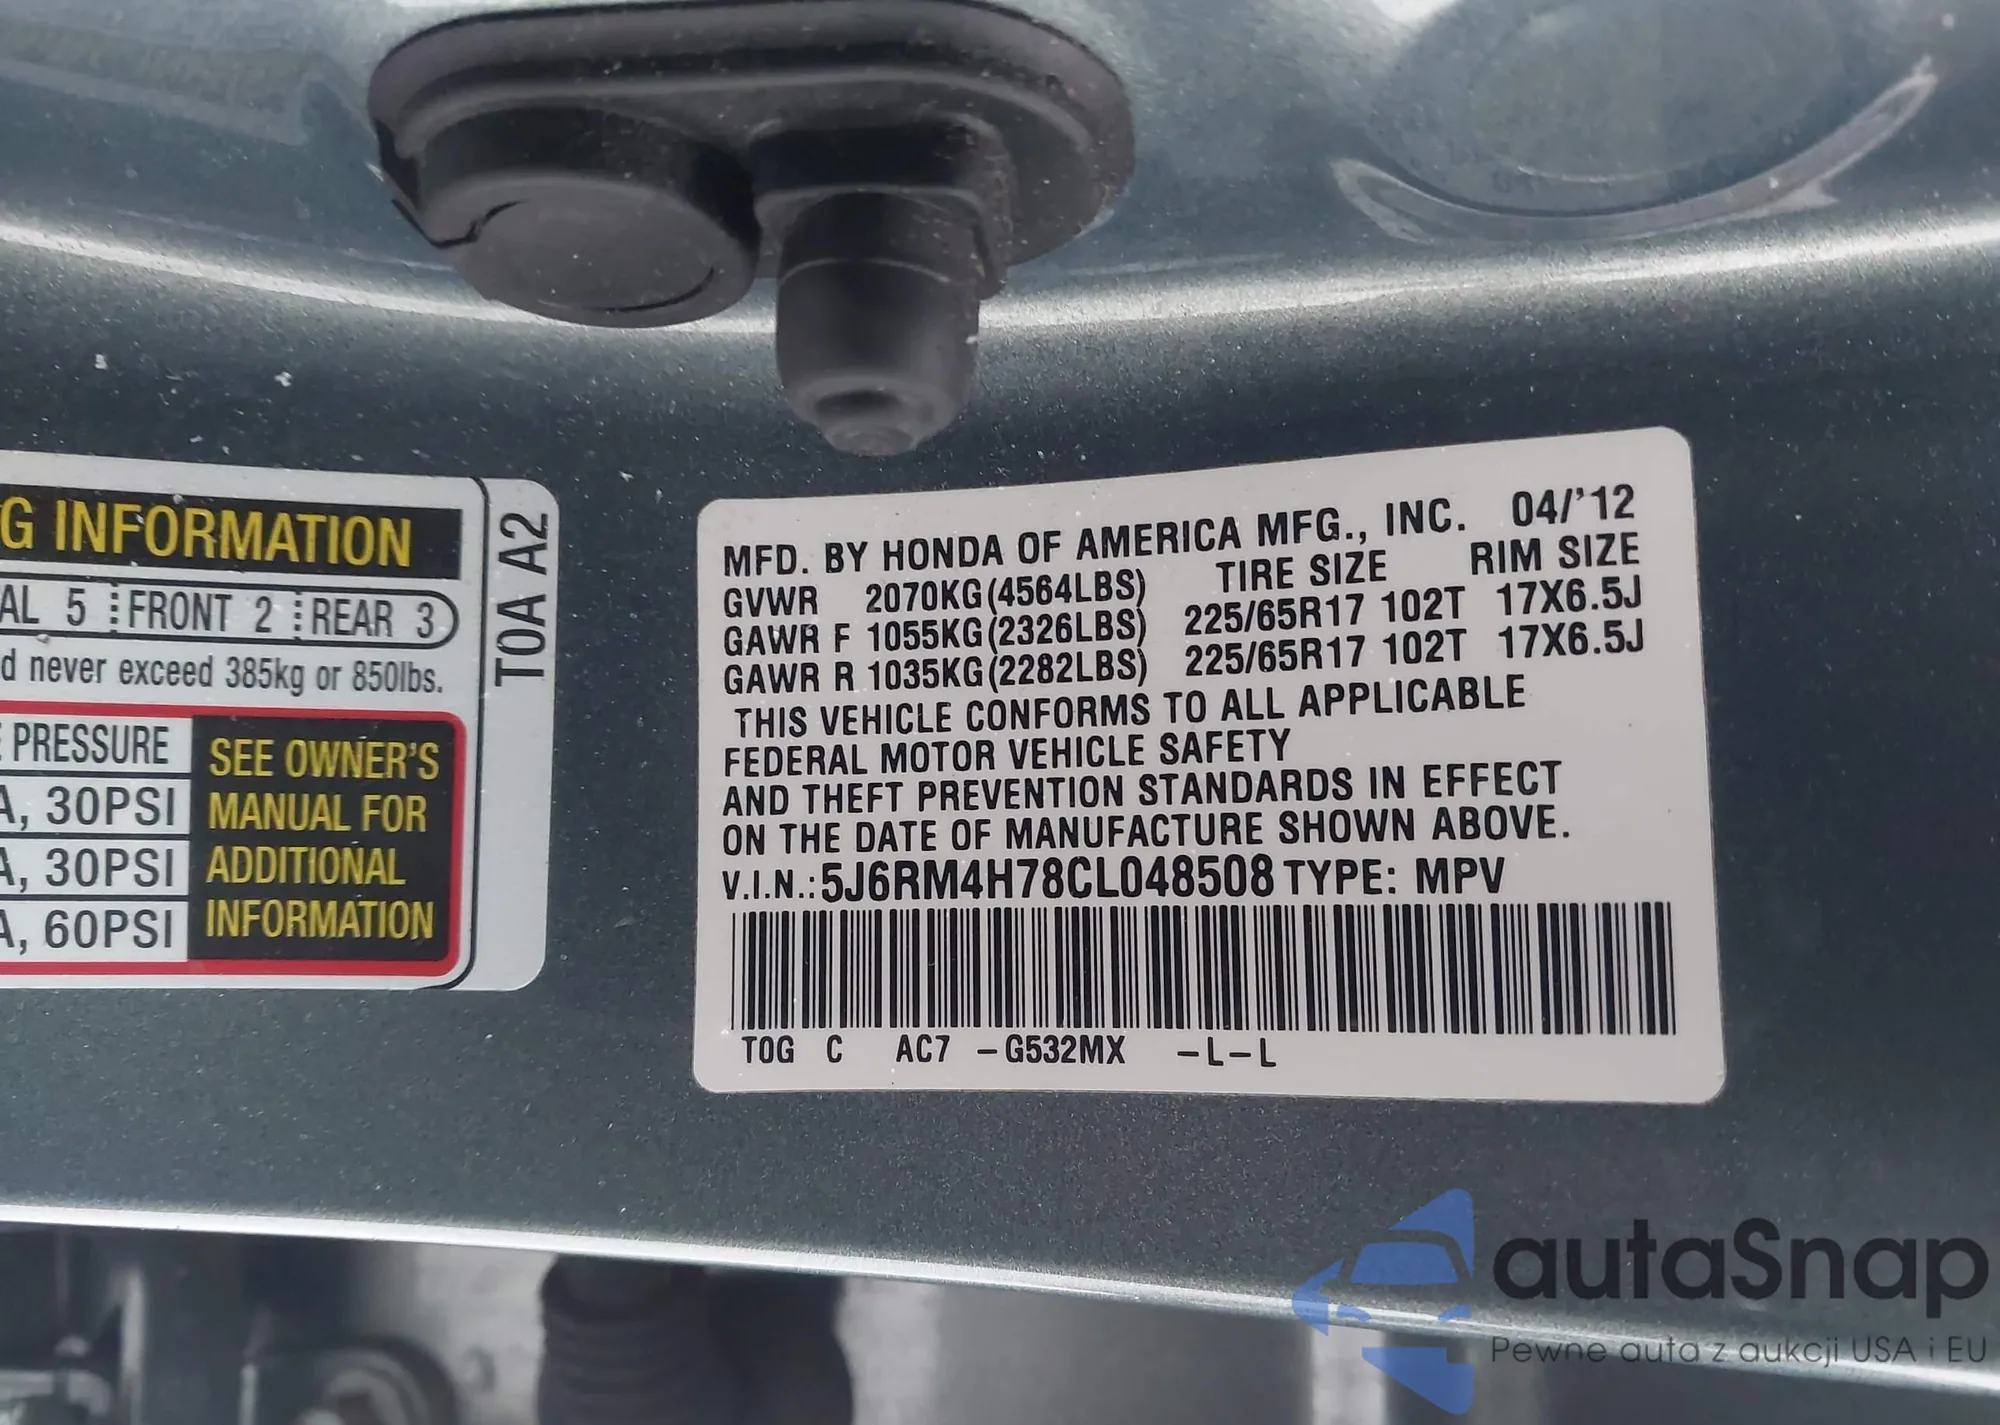 G INFORMATION
AL 5 FRONT 2 REAR 3
d never exceed 385kg or 850lbs.
E PRESSURE
A, 30PSI
A, 30PSI
A, 60PSI
SEE OWNER'S
MANUAL FOR
ADDITIONAL
INFORMATION
T0A A2
MFD. BY HONDA OF AMERICA MFG., INC. 04/'12
GVWR 2070KG(4564LBS) TIRE SIZE RIM SIZE
GAWR F 1055KG(2326LBS) 225/65R17 102T 17X6.5J
GAWR R 1035KG(2282LBS) 225/65R17 102T 17X6.5J
THIS VEHICLE CONFORMS TO ALL APPLICABLE
FEDERAL MOTOR VEHICLE SAFETY
AND THEFT PREVENTION STANDARDS IN EFFECT
ON THE DATE OF MANUFACTURE SHOWN ABOVE.
V.I.N.:5J6RM4H78CL048508 TYPE: MPV
T0G C AC7 -G532MX -L-L
autaSnap
Pewne auta z aukcji USA i EU